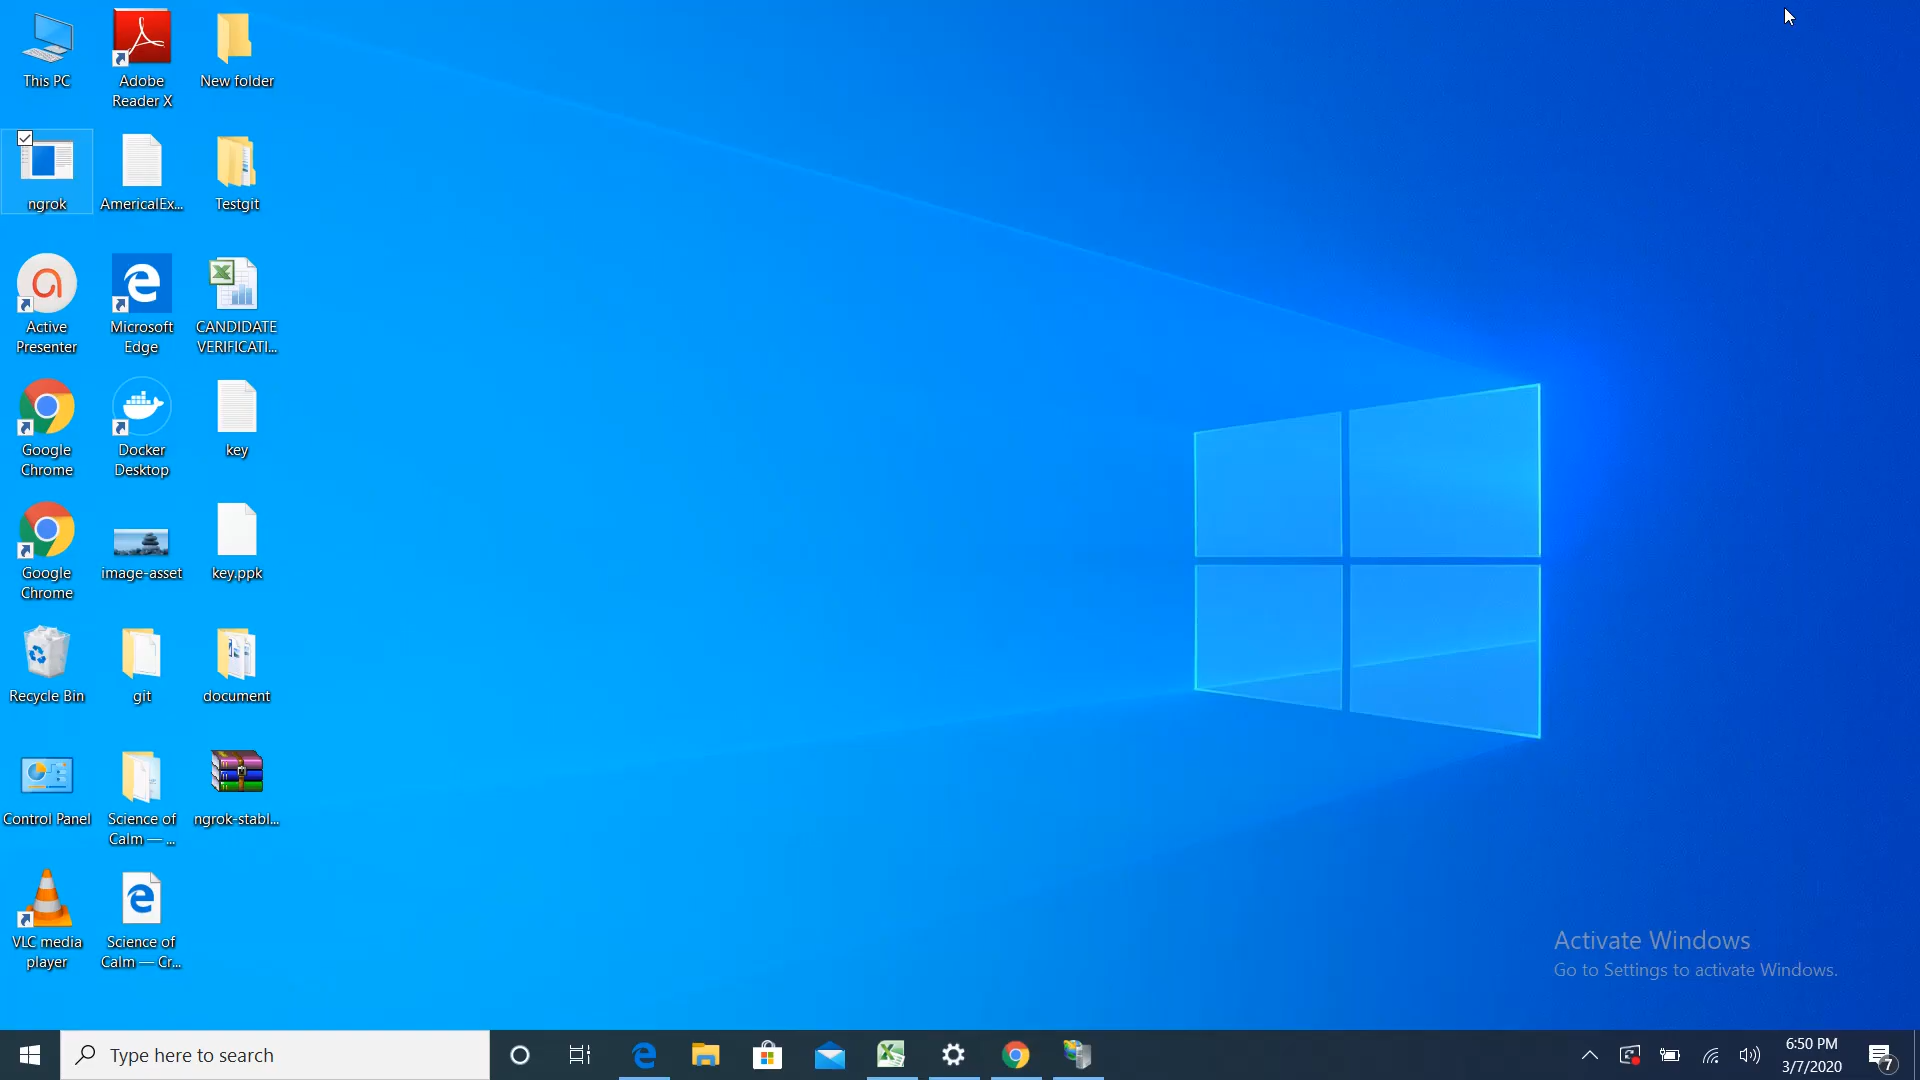 This PC
Adobe
Reader X
New folder
ngrok
AmericalEx...
Testgit
Active
Presenter
Microsoft
Edge
CANDIDATE
VERIFICATI...
Google
Chrome
Docker
Desktop
key
Google
Chrome
image-asset
key.ppk
Recycle Bin
git
document
Control Panel
Science of
Calm — ...
ngrok-stabl...
VLC media
player
Science of
Calm — Cr...
Activate Windows
Go to Settings to activate Windows.
Type here to search
6:50 PM
3/7/2020
7